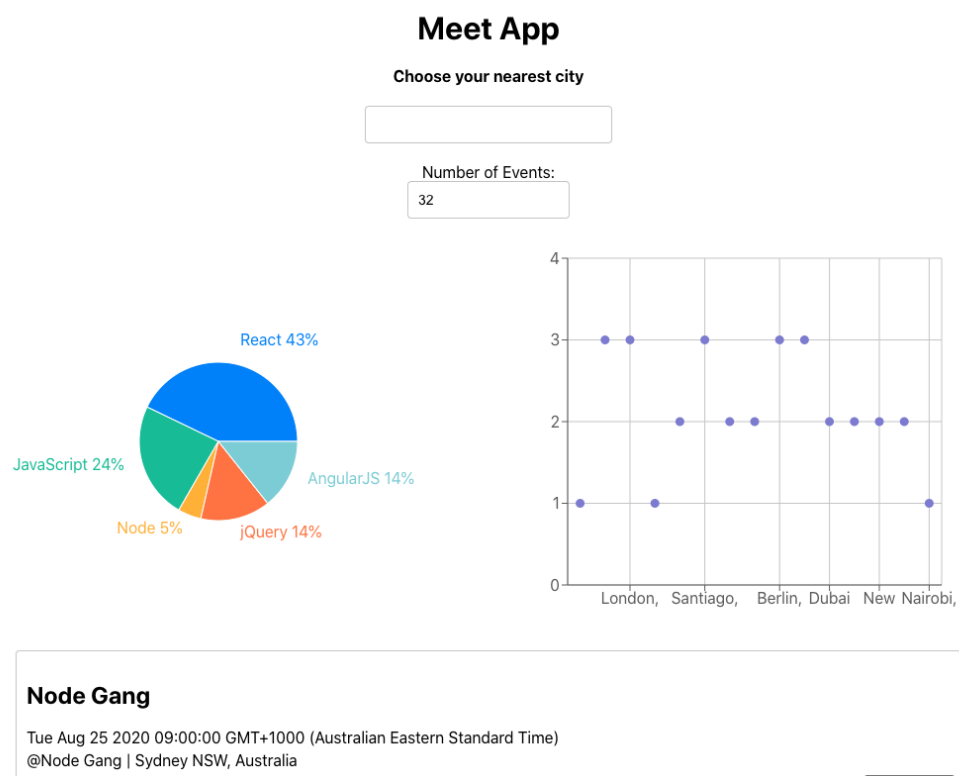 Meet App
Choose your nearest city
Number of Events:
32
React 43%
JavaScript 24%
AngularJS 14%
Node 5%
jQuery 14%
4
3
2
1
0
London, Santiago, Berlin, Dubai New Nairobi,
Node Gang
Tue Aug 25 2020 09:00:00 GMT+1000 (Australian Eastern Standard Time)
@Node Gang | Sydney NSW, Australia